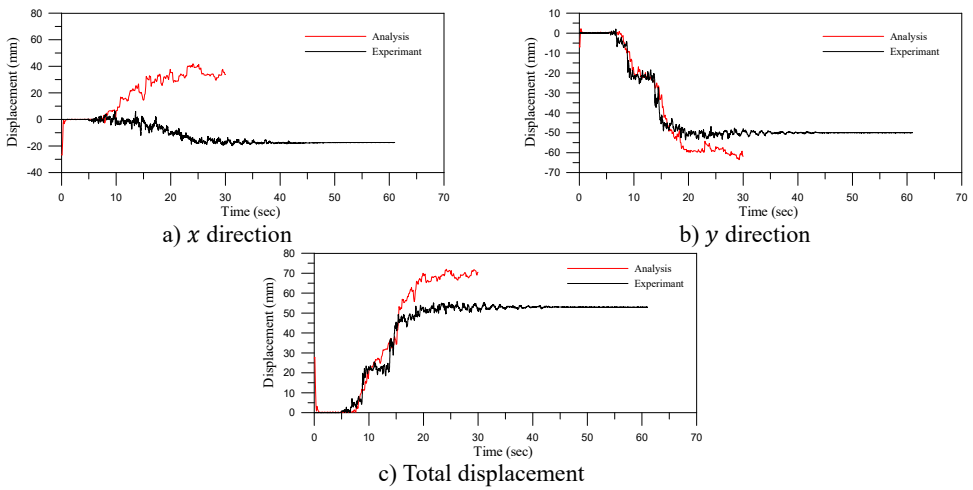 80
60
40
20
0
-20
-40
Displacement (mm)
Analysis
Experimant
0 10 20 30 40 50 60 70
Time (sec)
a) x direction
10
0
-10
-20
-30
-40
-50
-60
-70
Displacement (mm)
Analysis
Experimant
0 10 20 30 40 50 60 70
Time (sec)
b) y direction
80
70
60
50
40
30
20
10
0
Displacement (mm)
Analysis
Experimant
0 10 20 30 40 50 60 70
Time (sec)
c) Total displacement